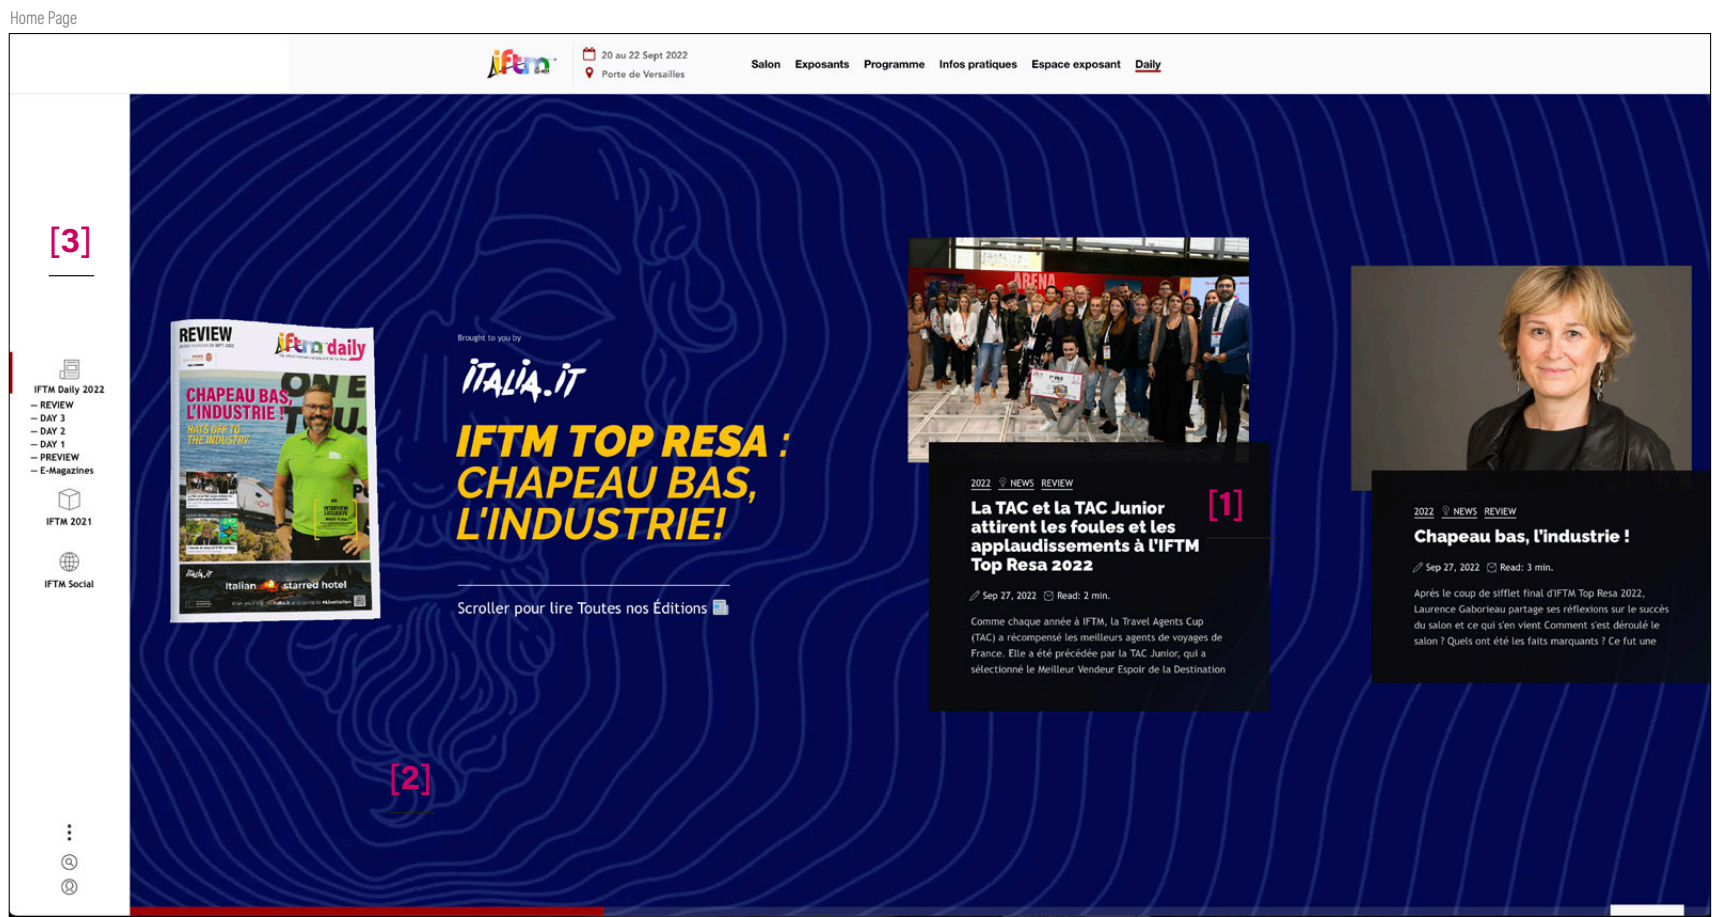 Home Page
iftm
20 au 22 Sept 2022
Porte de Versailles
Salon Exposants Programme Infos pratiques Espace exposant Daily
[3]
IFTM Daily 2022
— REVIEW
— DAY 3
— DAY 2
— DAY 1
— PREVIEW
— E-Magazines
IFTM 2021
IFTM Social
REVIEW
iftm daily
CHAPEAU BAS,
L'INDUSTRIE !
HATS OFF TO
THE INDUSTRY
INTERVIEW
EXCLUSIVE
italia.it
Italian starred hotel
Brought to you by
iTALiA.iT
IFTM TOP RESA :
CHAPEAU BAS,
L'INDUSTRIE!
Scroller pour lire Toutes nos Éditions
[2]
ARENA
2022 NEWS REVIEW
[1]
La TAC et la TAC Junior
attirent les foules et les
applaudissements à l'IFTM
Top Resa 2022
Sep 27, 2022 Read: 2 min.
Comme chaque année à IFTM, la Travel Agents Cup
(TAC) a récompensé les meilleurs agents de voyages de
France. Elle a été précédée par la TAC Junior, qui a
sélectionné le Meilleur Vendeur Espoir de la Destination
2022 NEWS REVIEW
Chapeau bas, l'industrie !
Sep 27, 2022 Read: 3 min.
Après le coup de sifflet final d'IFTM Top Resa 2022,
Laurence Gaborieau partage ses réflexions sur le succès
du salon et ce qui s'en vient Comment s'est déroulé le
salon ? Quels ont été les faits marquants ? Ce fut une